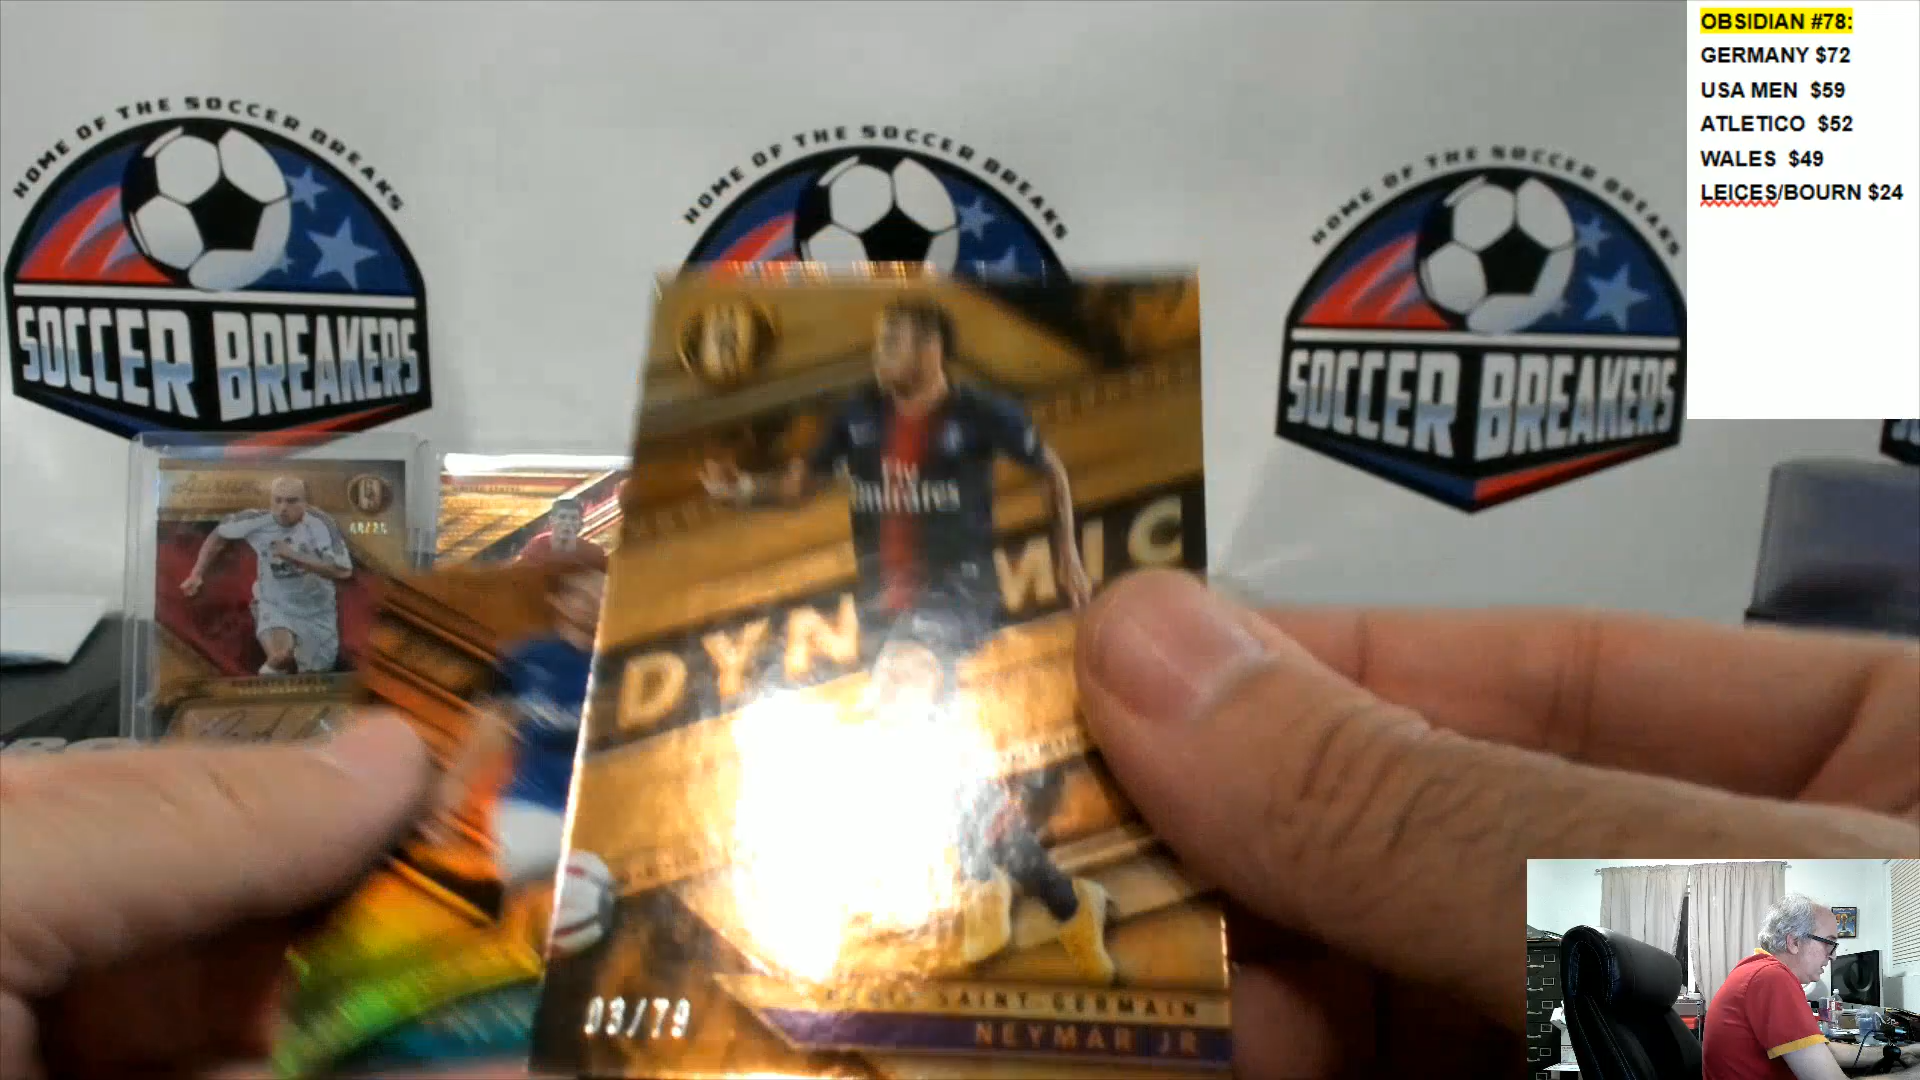 OBSIDIAN #78:
GERMANY $72
USA MEN $59
ATLETICO $52
WALES $49
LEICES/BOURN $24
HOME OF THE SOCCER BREAKS
SOCCER BREAKERS
HOME OF THE SOCCER BREAKS
HOME OF THE SOCCER BREAKS
SOCCER BREAKERS
Fly
Emirates
DYN MIC
SAINT-GERMAIN
NEYMAR JR
03/79